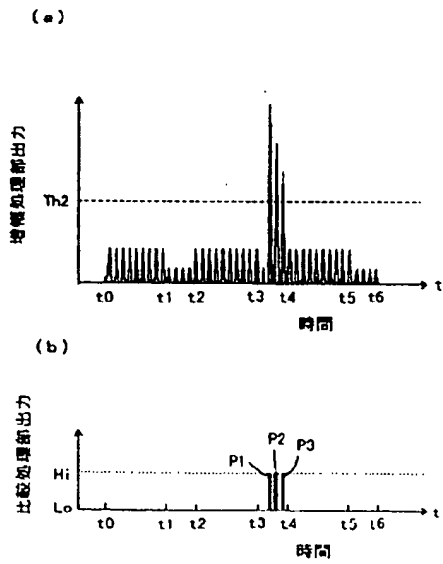 (a)
増幅処理部出力
Th2
t0 t1 t2 t3 t4 t5 t6 t
時間
(b)
比較処理部出力
P1 P2 P3
Hi
Lo
t0 t1 t2 t3 t4 t5 t6 t
時間